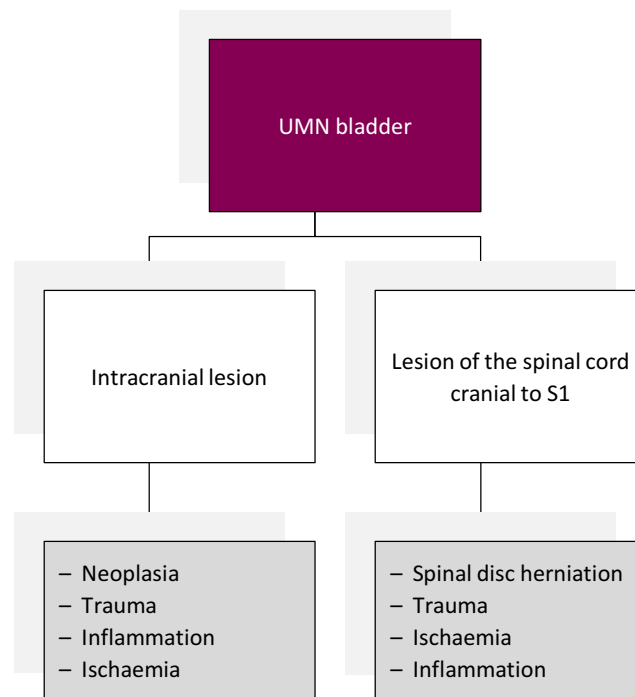 UMN bladder
Intracranial lesion
Lesion of the spinal cord
cranial to S1
– Neoplasia
– Trauma
– Inflammation
– Ischaemia
– Spinal disc herniation
– Trauma
– Ischaemia
– Inflammation